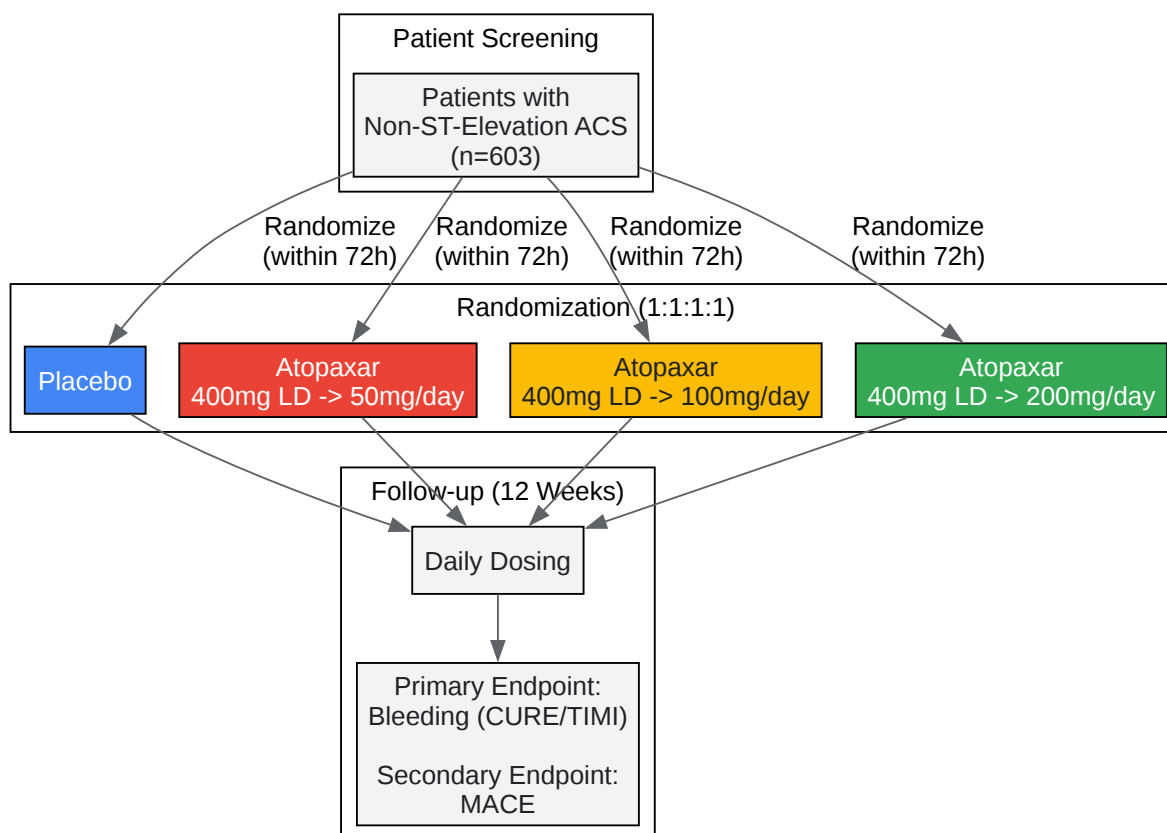 Patient Screening
Patients with
Non-ST-Elevation ACS
(n=603)
Randomize
(within 72h)
Randomize
(within 72h)
Randomize
(within 72h)
Randomize
(within 72h)
Randomization (1:1:1:1)
Placebo
Atopaxar
400mg LD -> 50mg/day
Atopaxar
400mg LD -> 100mg/day
Atopaxar
400mg LD -> 200mg/day
Follow-up (12 Weeks)
Daily Dosing
Primary Endpoint:
Bleeding (CURE/TIMI)
Secondary Endpoint:
MACE